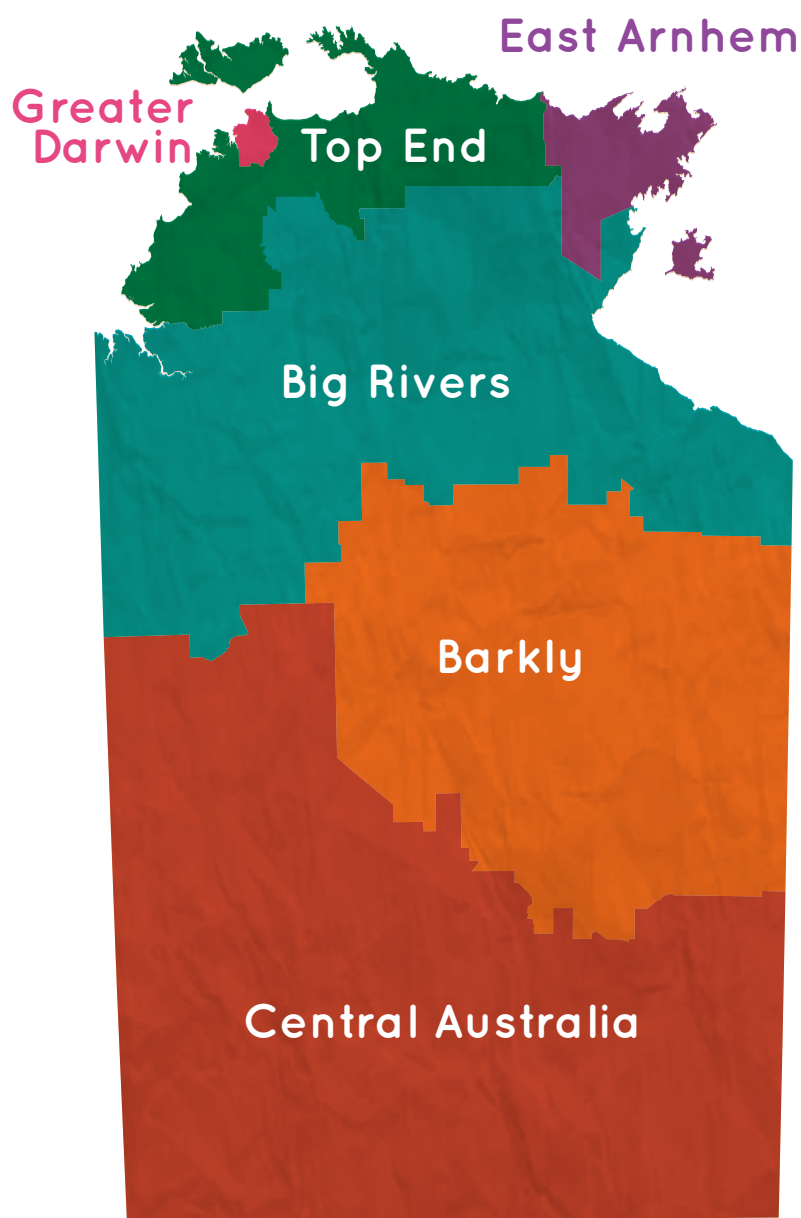 East Arnhem
Greater
Darwin
Top End
Big Rivers
Barkly
Central Australia